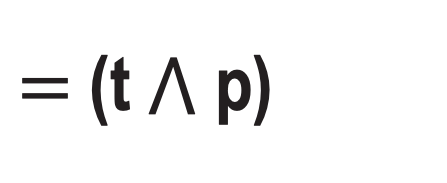 = (t ∧ p)